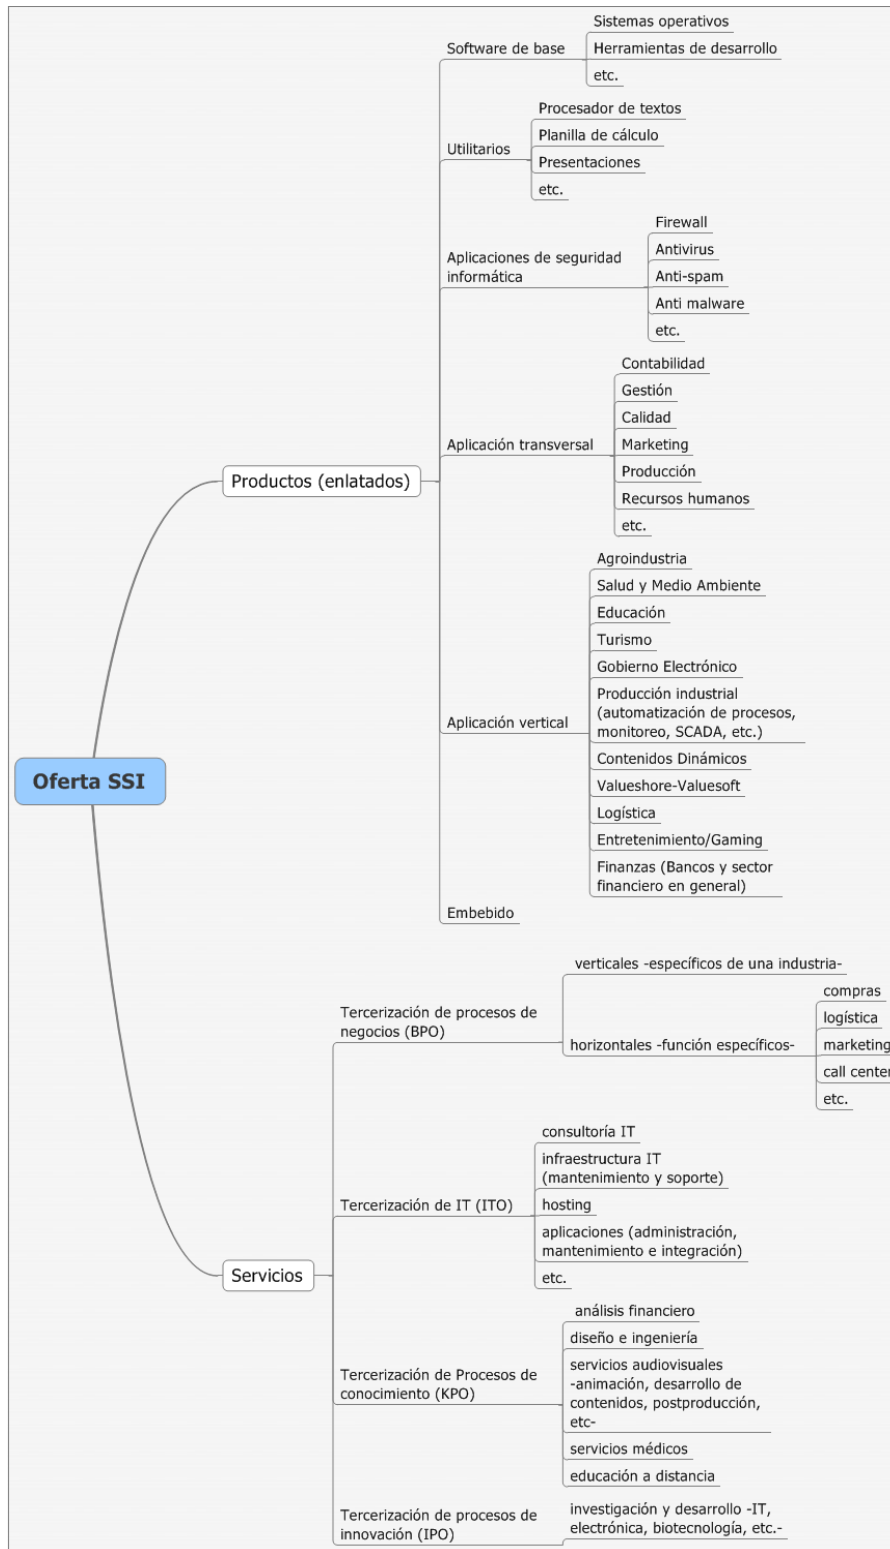 Oferta SSI
Productos (enlatados)
Software de base
Sistemas operativos
Herramientas de desarrollo
etc.
Utilitarios
Procesador de textos
Planilla de cálculo
Presentaciones
etc.
Aplicaciones de seguridad
informática
Firewall
Antivirus
Anti-spam
Anti malware
etc.
Aplicación transversal
Contabilidad
Gestión
Calidad
Marketing
Producción
Recursos humanos
etc.
Aplicación vertical
Agroindustria
Salud y Medio Ambiente
Educación
Turismo
Gobierno Electrónico
Producción industrial
(automatización de procesos,
monitoreo, SCADA, etc.)
Contenidos Dinámicos
Valueshore-Valuesoft
Logística
Entretenimiento/Gaming
Finanzas (Bancos y sector
financiero en general)
Embebido
Servicios
Tercerización de procesos de
negocios (BPO)
verticales -específicos de una industria-
horizontales -función específicos-
compras
logística
marketing
call center
etc.
Tercerización de IT (ITO)
consultoría IT
infraestructura IT
(mantenimiento y soporte)
hosting
aplicaciones (administración,
mantenimiento e integración)
etc.
Tercerización de Procesos de
conocimiento (KPO)
análisis financiero
diseño e ingeniería
servicios audiovisuales
-animación, desarrollo de
contenidos, postproducción,
etc-
servicios médicos
educación a distancia
Tercerización de procesos de
innovación (IPO)
investigación y desarrollo -IT,
electrónica, biotecnología, etc.-